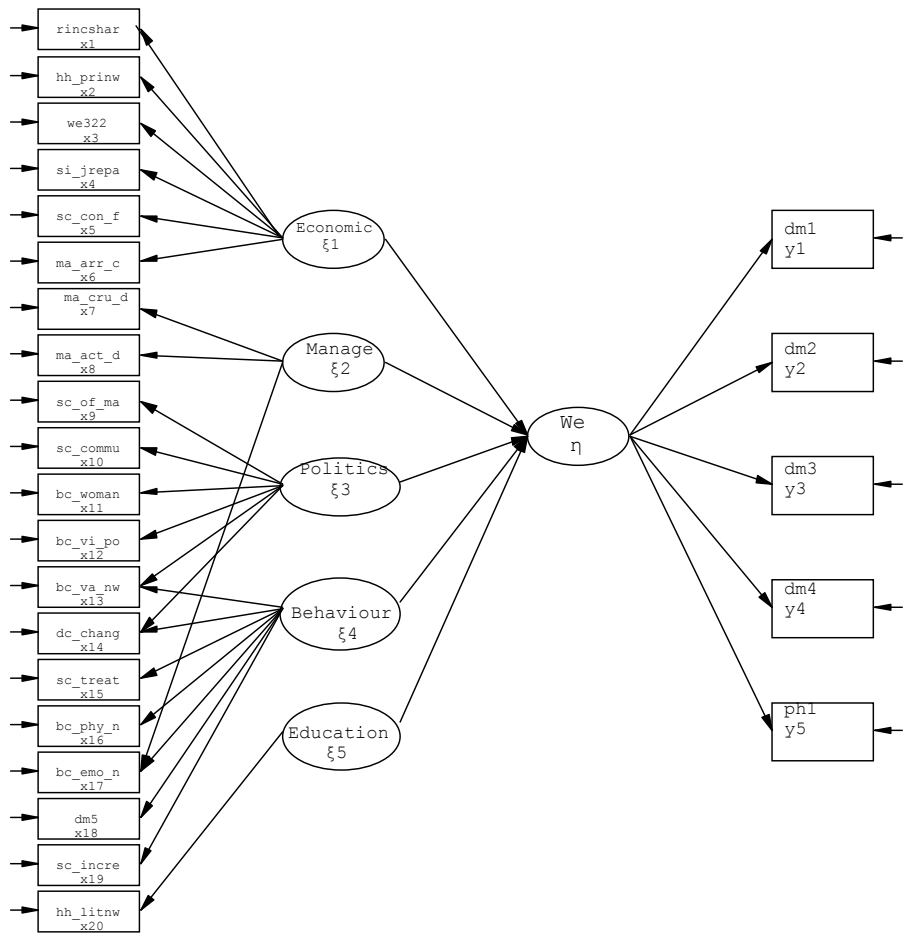 rincshar
x1
hh_prinw
x2
we322
x3
si_jrepa
x4
sc_con_f
x5
ma_arr_c
x6
ma_cru_d
x7
ma_act_d
x8
sc_of_ma
x9
sc_commu
x10
bc_woman
x11
bc_vi_po
x12
bc_va_nw
x13
dc_chang
x14
sc_treat
x15
bc_phy_n
x16
bc_emo_n
x17
dm5
x18
sc_incre
x19
hh_litnw
x20
Economic
ξ1
Manage
ξ2
Politics
ξ3
Behaviour
ξ4
Education
ξ5
We
η
dm1
y1
dm2
y2
dm3
y3
dm4
y4
ph1
y5